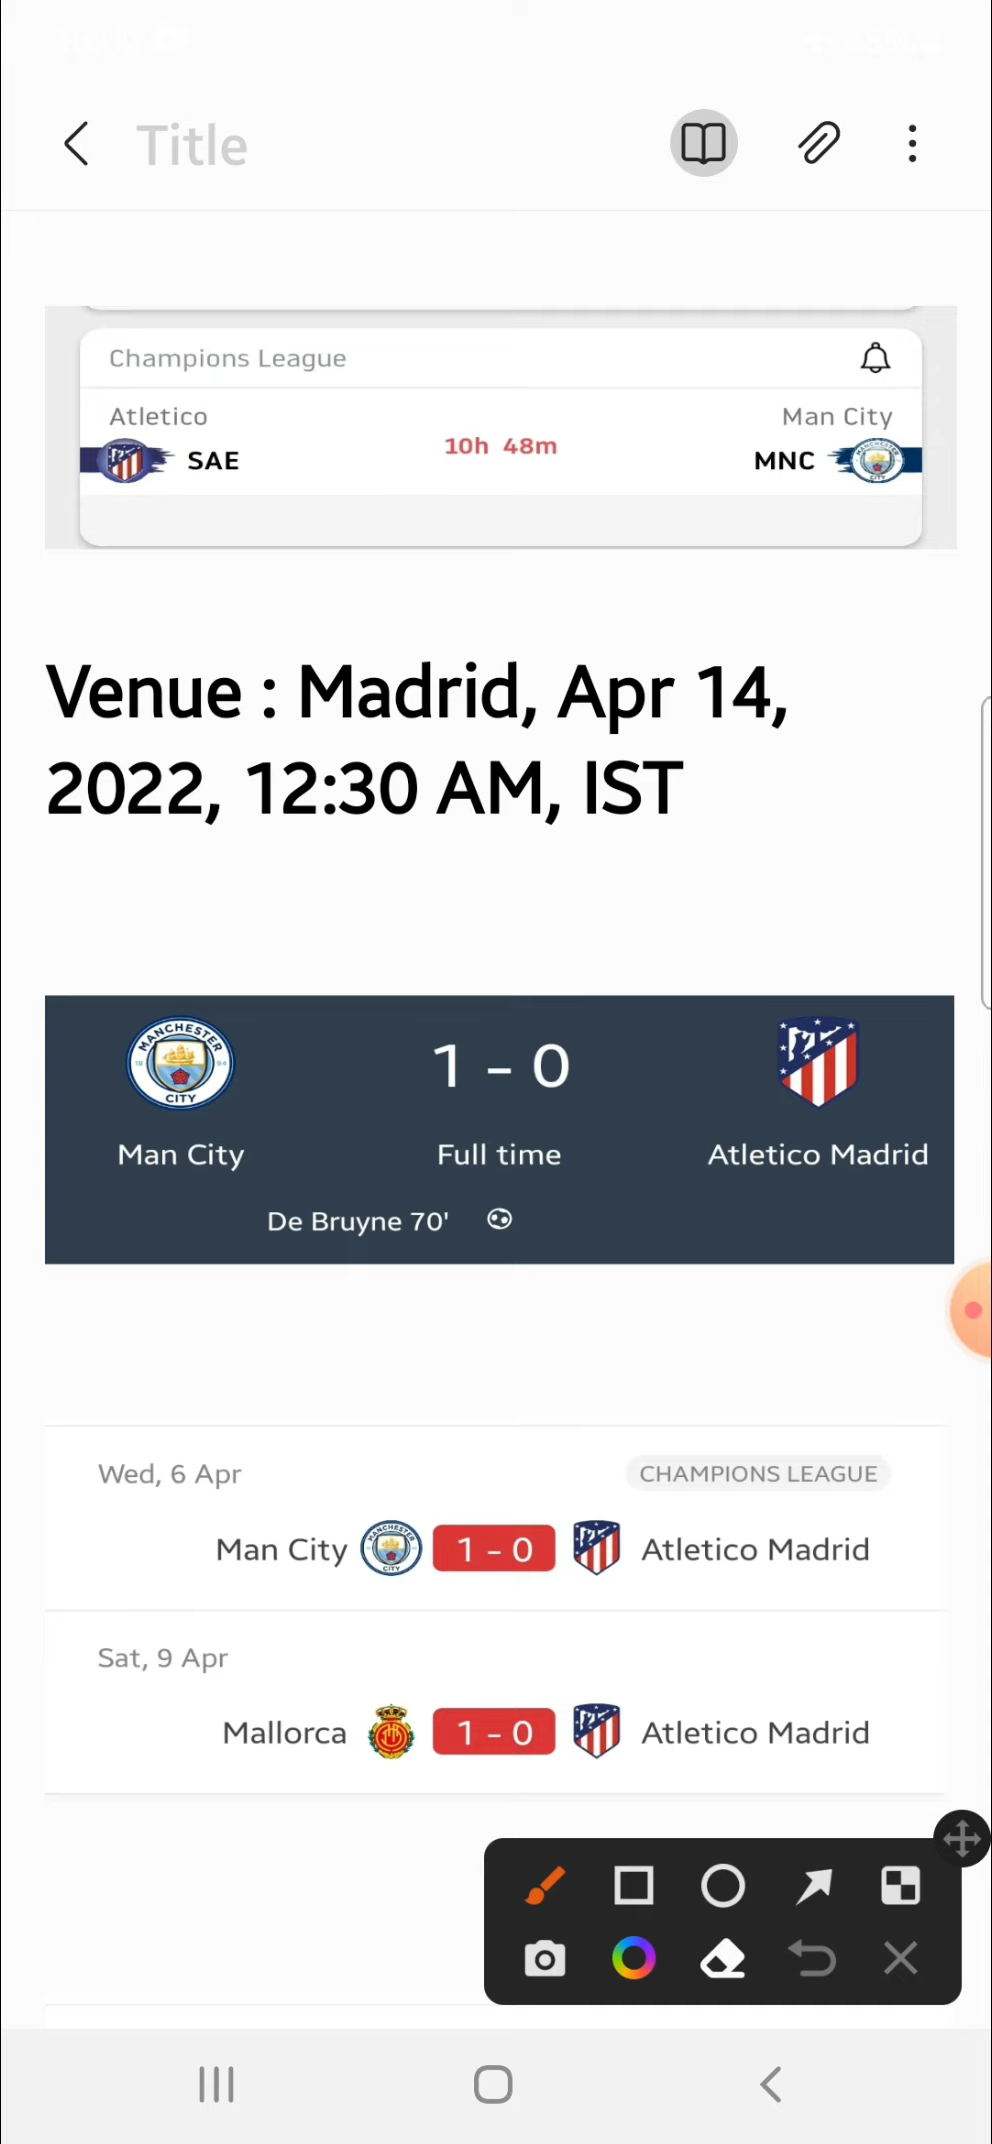 Title
Champions League
Atletico
Man City
SAE
10h 48m
MNC
Venue : Madrid, Apr 14,
2022, 12:30 AM, IST
MANCHESTER
CITY
1 - 0
Man City
Full time
Atletico Madrid
De Bruyne 70'
Wed, 6 Apr
CHAMPIONS LEAGUE
Man City
1 - 0
Atletico Madrid
Sat, 9 Apr
Mallorca
1 - 0
Atletico Madrid